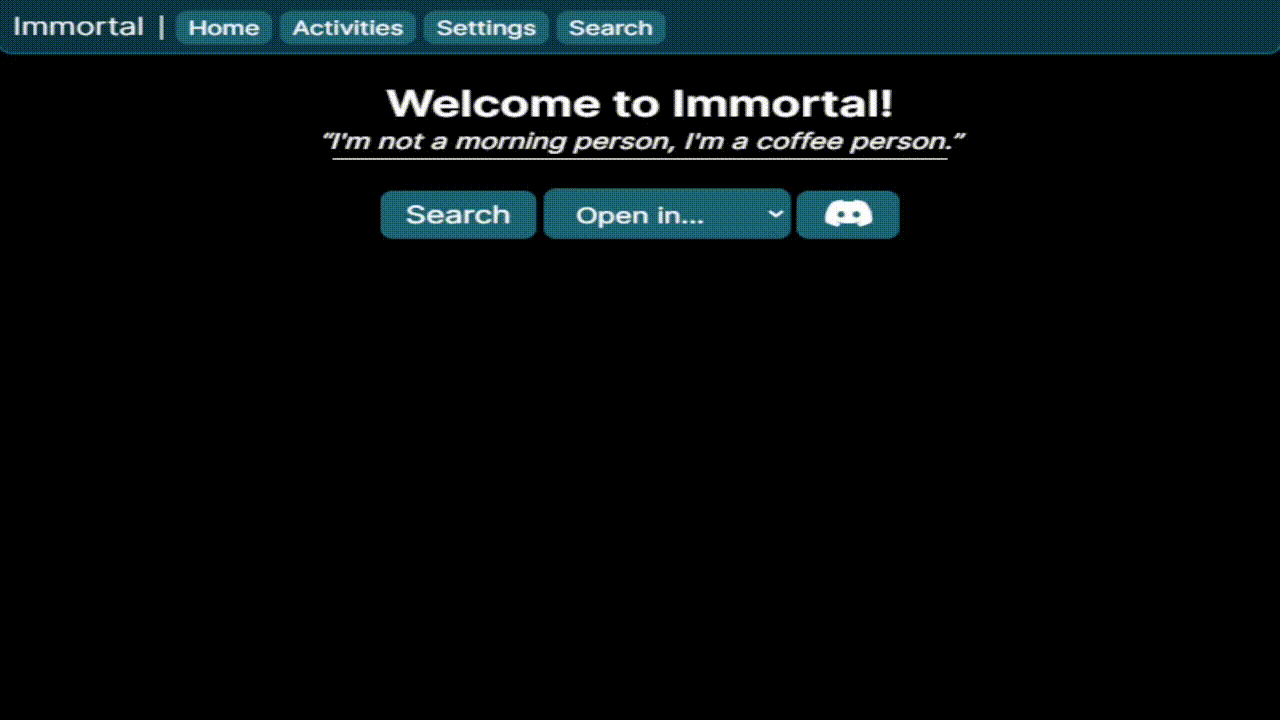 Immortal | Home Activities Settings Search
Welcome to Immortal!
“I'm not a morning person, I'm a coffee person.”
Search Open in...